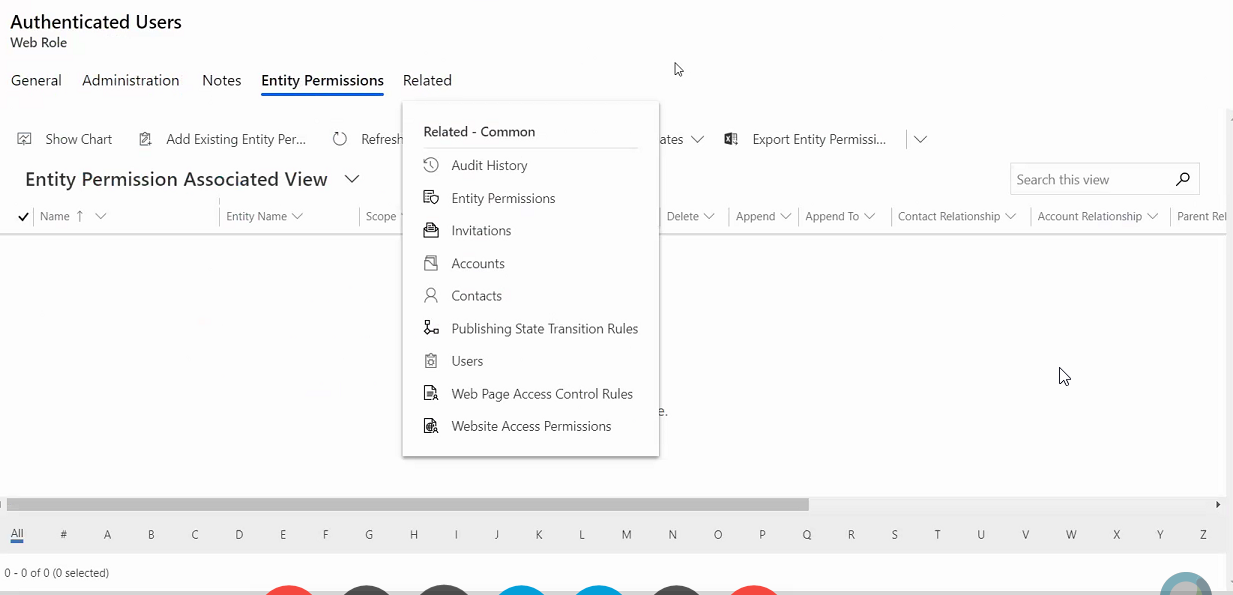 Authenticated Users
Web Role
General Administration Notes Entity Permissions Related
Show Chart Add Existing Entity Per... Refresh Export Entity Permissi...
Related - Common
Audit History
Entity Permissions
Invitations
Accounts
Contacts
Publishing State Transition Rules
Users
Web Page Access Control Rules
Website Access Permissions
Entity Permission Associated View
Search this view
Name ↑ Entity Name Scope Delete Append Append To Contact Relationship Account Relationship Parent Rel
All # A B C D E F G H I J K L M N O P Q R S T U V W X Y Z
0 - 0 of 0 (0 selected)